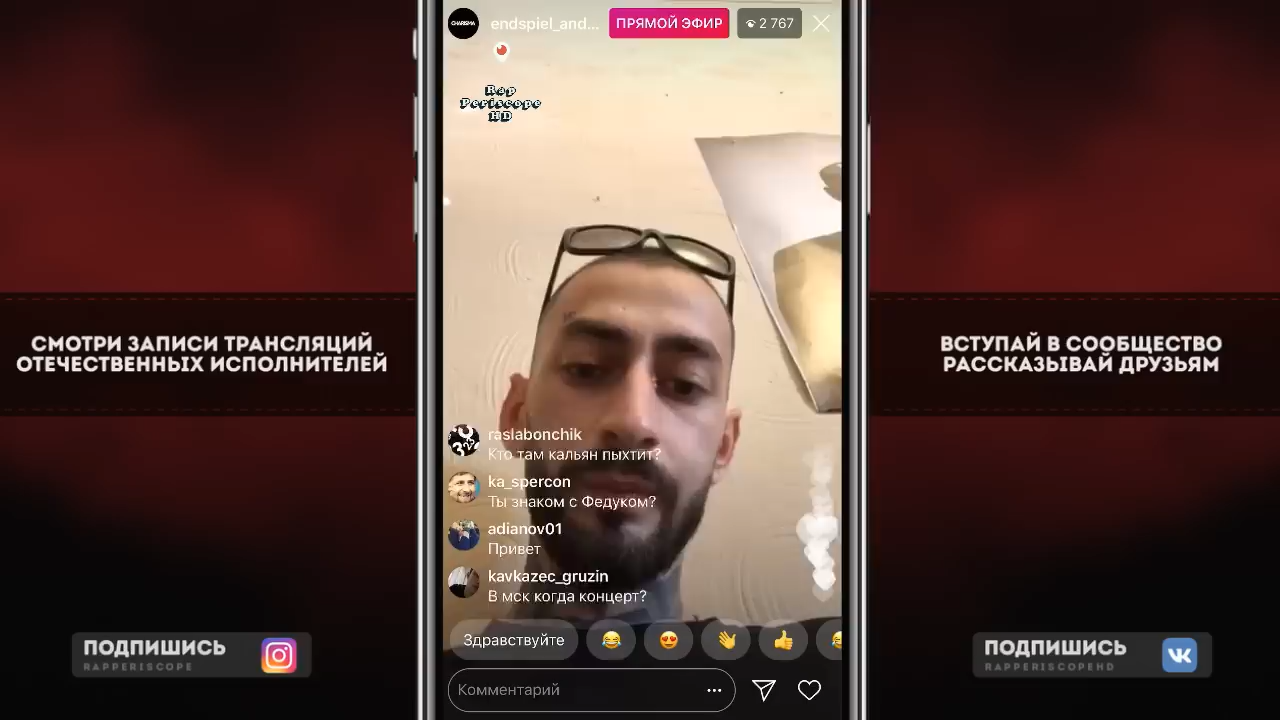 CHARISMA
endspiel_and...
ПРЯМОЙ ЭФИР
2 767
Rap
Periscope
HD
СМОТРИ ЗАПИСИ ТРАНСЛЯЦИЙ
ОТЕЧЕСТВЕННЫХ ИСПОЛНИТЕЛЕЙ
ВСТУПАЙ В СООБЩЕСТВО
РАССКАЗЫВАЙ ДРУЗЬЯМ
raslabonchik
Кто там кальян пыхтит?
ka_spercon
Ты знаком с Федуком?
adianov01
Привет
kavkazec_gruzin
В мск когда концерт?
Здравствуйте
Комментарий
ПОДПИШИСЬ
RAPPERISCOPE
ПОДПИШИСЬ
RAPPERISCOPEHD